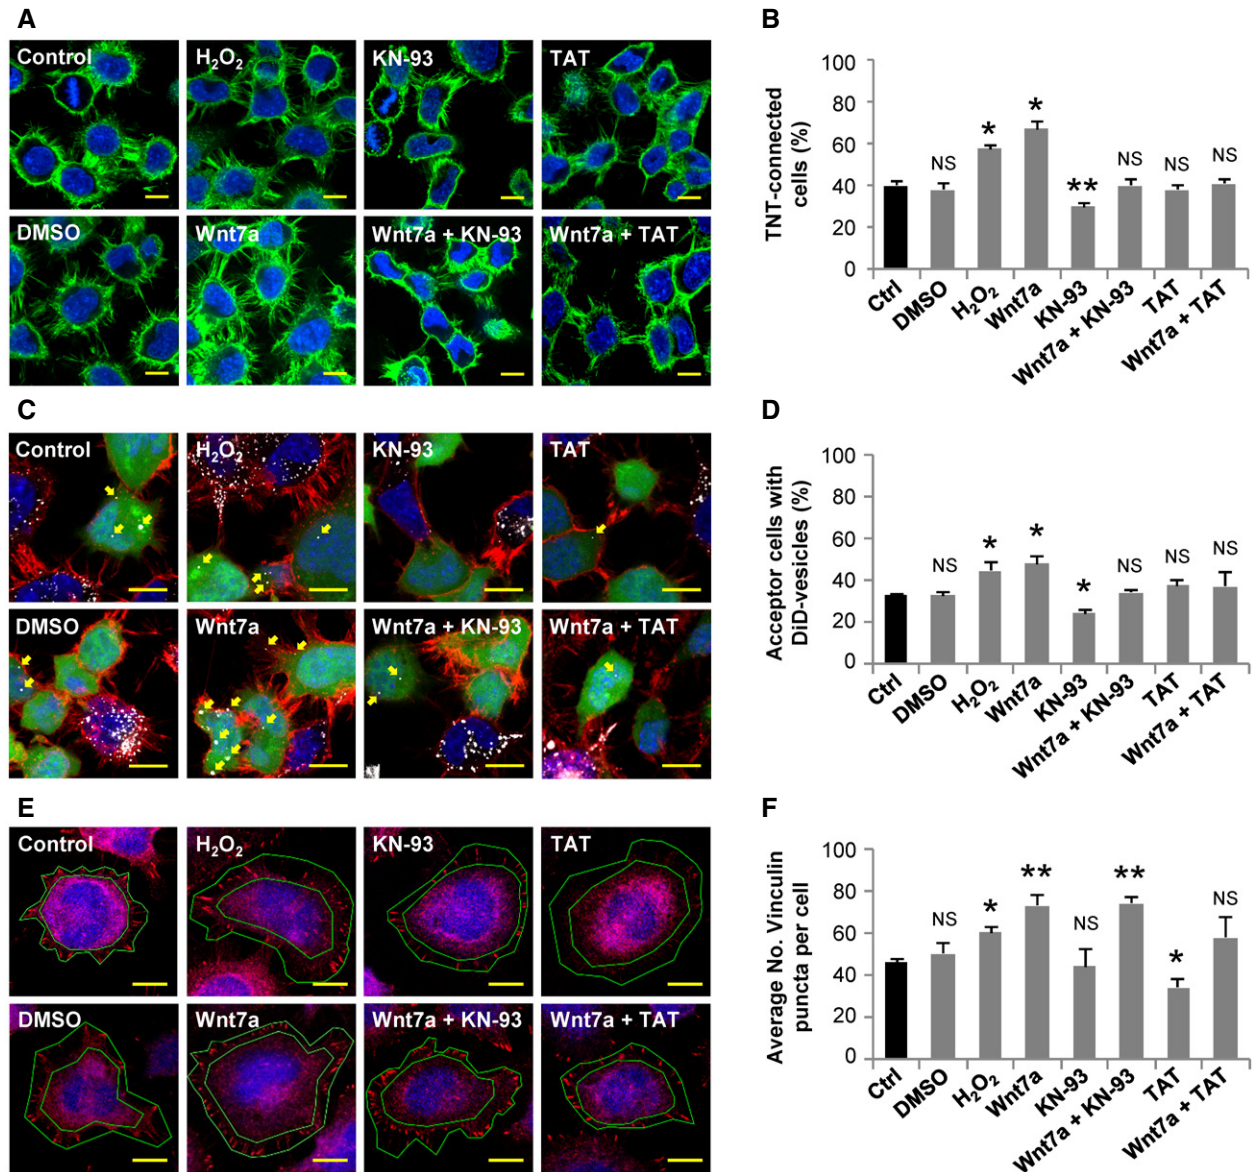 A
Control
H₂O₂
KN-93
TAT
DMSO
Wnt7a
Wnt7a + KN-93
Wnt7a + TAT
B
TNT-connected
cells (%)
100
80
60
40
20
0
NS
*
*
**
NS
NS
NS
Ctrl
DMSO
H₂O₂
Wnt7a
KN-93
Wnt7a + KN-93
TAT
Wnt7a + TAT
C
Control
H₂O₂
KN-93
TAT
DMSO
Wnt7a
Wnt7a + KN-93
Wnt7a + TAT
D
Acceptor cells with
DiD-vesicles (%)
100
80
60
40
20
0
NS
*
*
*
NS
NS
NS
Ctrl
DMSO
H₂O₂
Wnt7a
KN-93
Wnt7a + KN-93
TAT
Wnt7a + TAT
E
Control
H₂O₂
KN-93
TAT
DMSO
Wnt7a
Wnt7a + KN-93
Wnt7a + TAT
F
Average No. Vinculin
puncta per cell
100
80
60
40
20
0
NS
*
**
NS
**
*
NS
Ctrl
DMSO
H₂O₂
Wnt7a
KN-93
Wnt7a + KN-93
TAT
Wnt7a + TAT